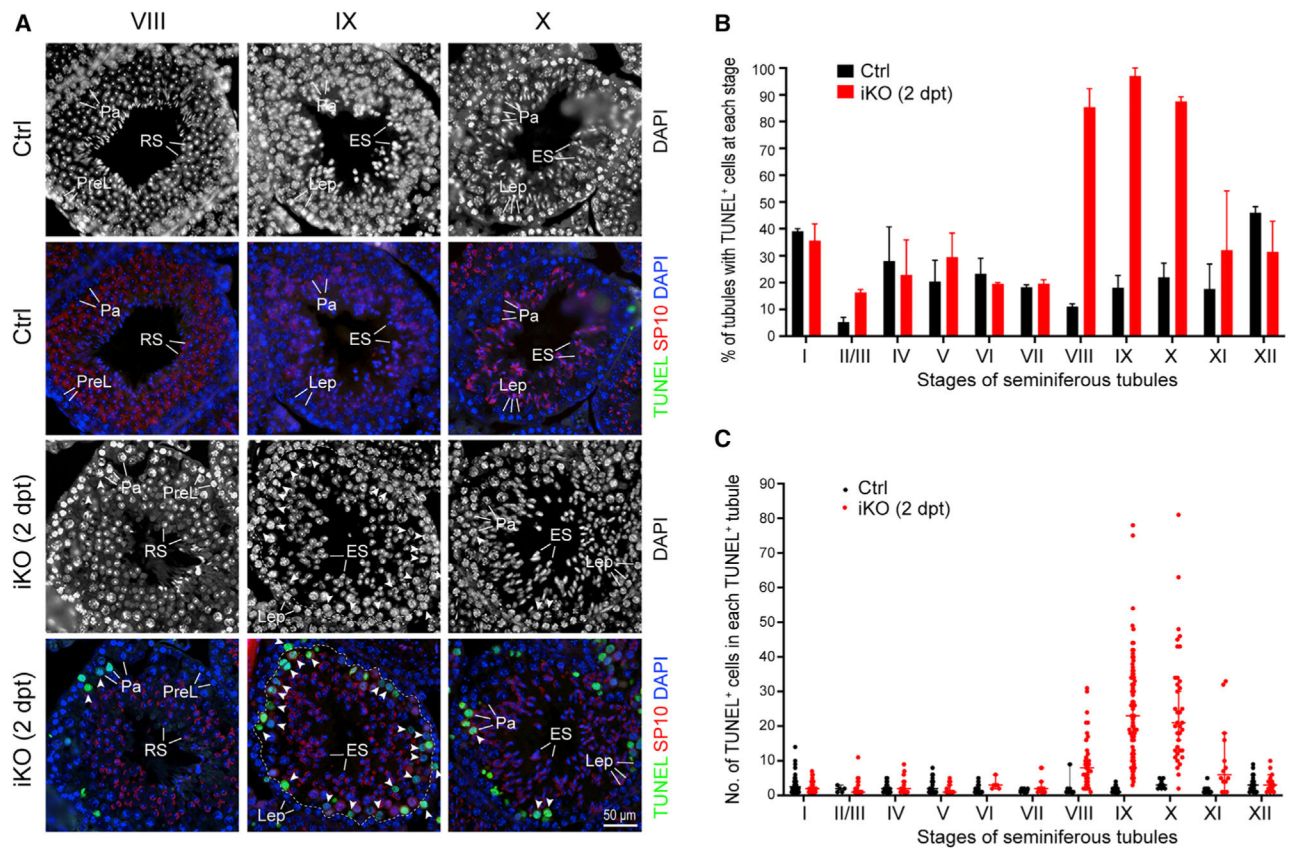 A
VIII IX X
Ctrl
Pa
RS
PreL
Pa
ES
Lep
Pa
ES
Lep
DAPI
Ctrl
Pa
RS
PreL
Pa
ES
Lep
Pa
ES
Lep
TUNEL SP10 DAPI
iKO (2 dpt)
Pa
PreL
RS
ES
Lep
Pa
ES
Lep
DAPI
iKO (2 dpt)
Pa
PreL
RS
ES
Lep
Pa
ES
Lep
50 µm
TUNEL SP10 DAPI
B
Ctrl
iKO (2 dpt)
% of tubules with TUNEL⁺ cells at each stage
100
90
80
70
60
50
40
30
20
10
0
I II/III IV V VI VII VIII IX X XI XII
Stages of seminiferous tubules
C
Ctrl
iKO (2 dpt)
No. of TUNEL⁺ cells in each TUNEL⁺ tubule
90
80
70
60
50
40
30
20
10
0
I II/III IV V VI VII VIII IX X XI XII
Stages of seminiferous tubules